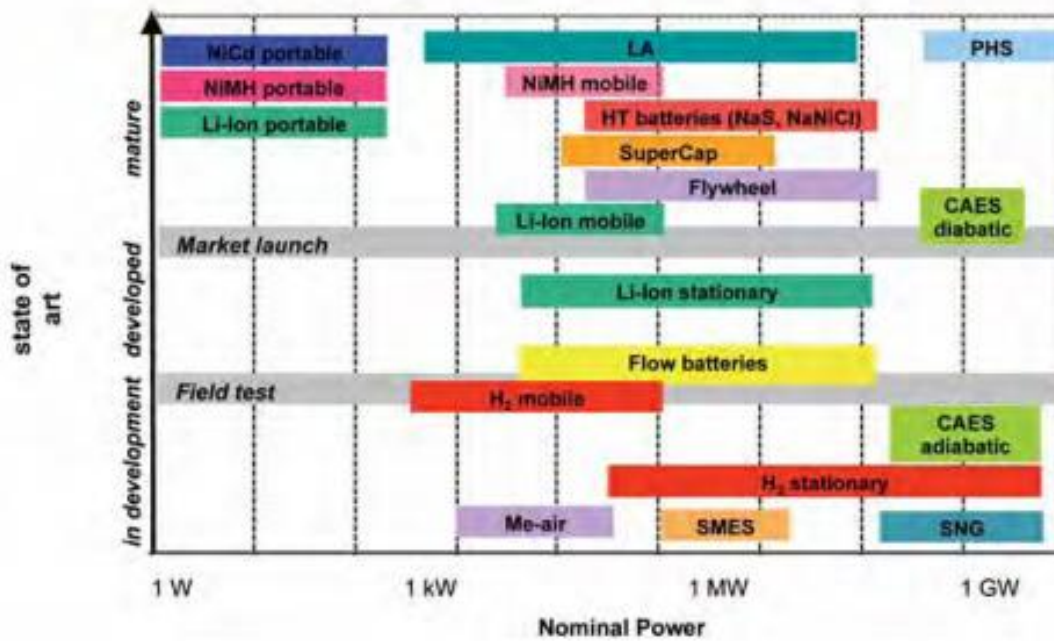 NiCd portable
LA
PHS
NiMH portable
NiMH mobile
Li-Ion portable
HT batteries (NaS, NaNiCl)
SuperCap
Flywheel
CAES
diabatic
Li-Ion mobile
Market launch
Li-Ion stationary
Flow batteries
Field test
H₂ mobile
CAES
adiabatic
H₂ stationary
Me-air
SMES
SNG
mature
developed
in development
state of
art
1 W
1 kW
1 MW
1 GW
Nominal Power